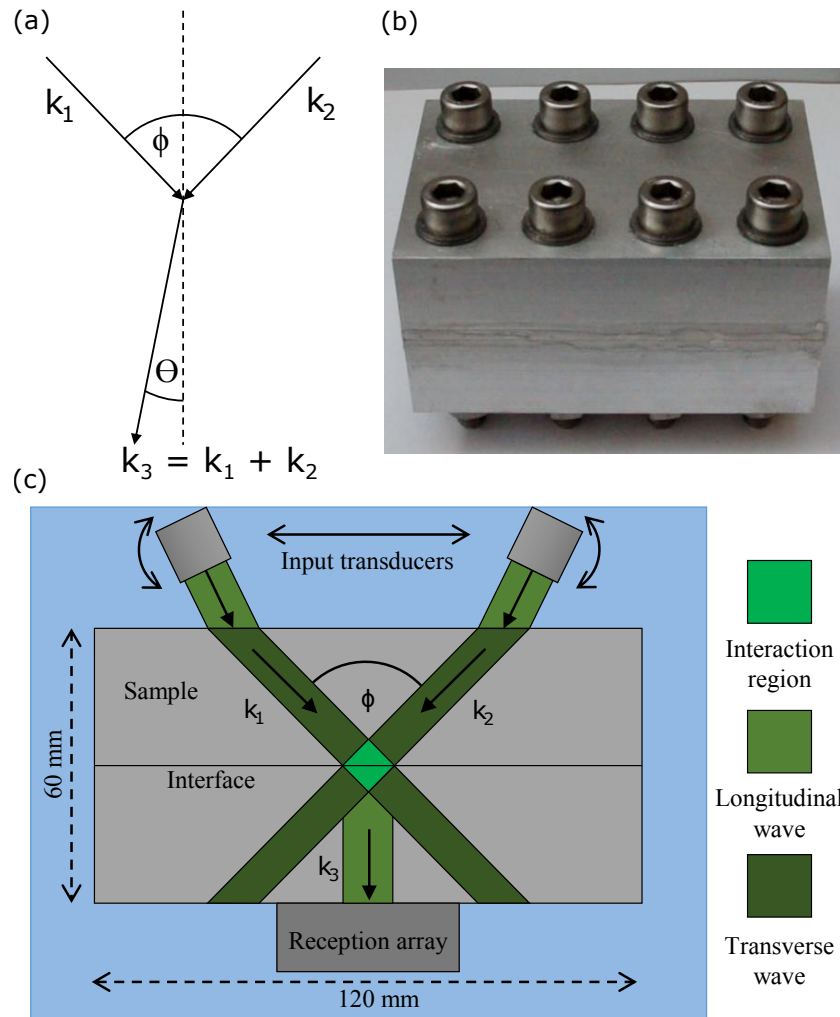 (a)
(b)
k1
k2
ϕ
Θ
k3 = k1 + k2
(c)
Input transducers
Sample
ϕ
k1
k2
Interface
60 mm
k3
Reception array
120 mm
Interaction
region
Longitudinal
wave
Transverse
wave